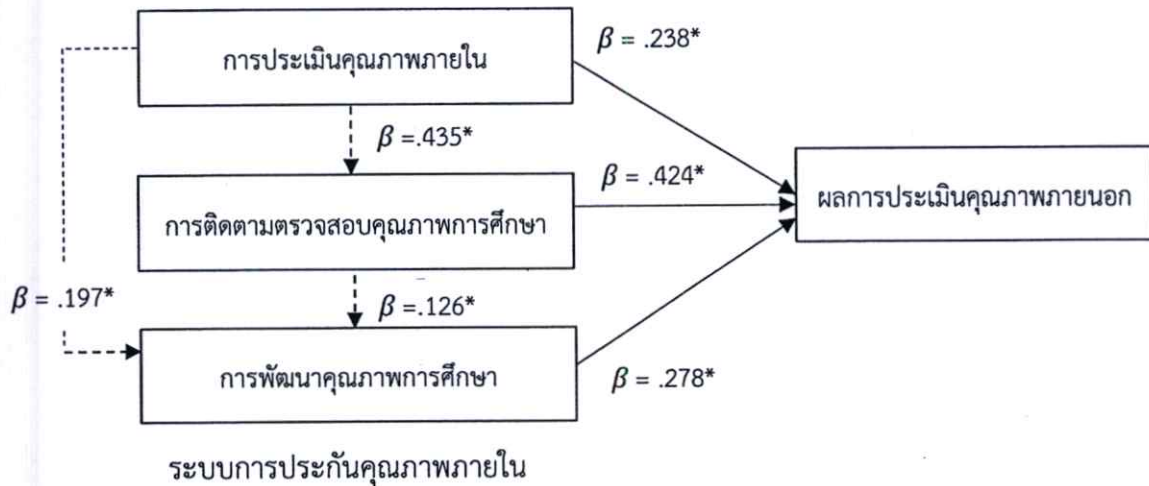 การประเมินคุณภาพภายใน
β = .238*
β =.435*
การติดตามตรวจสอบคุณภาพการศึกษา
β = .424*
ผลการประเมินคุณภาพภายนอก
β = .197*
β =.126*
การพัฒนาคุณภาพการศึกษา
β = .278*
ระบบการประกันคุณภาพภายใน